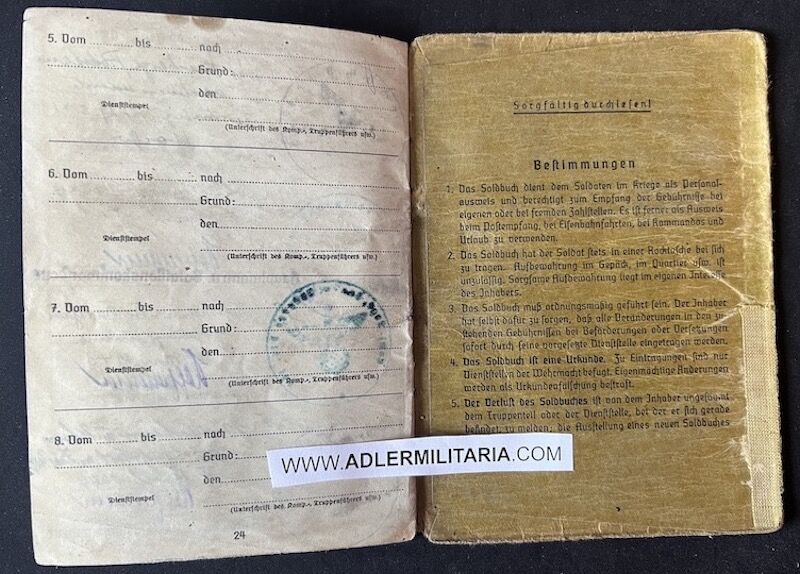 5. Vom bis nach
Grund:
den
Dienststempel
(Unterschrift des Komp.-, Truppenführers usw.)
6. Vom bis nach
Grund:
den
Dienststempel
(Unterschrift des Komp.-, Truppenführers usw.)
7. Vom bis nach
Grund:
den
Dienststempel
(Unterschrift des Komp.-, Truppenführers usw.)
8. Vom bis nach
Grund:
den
Dienststempel
(Unterschrift des Komp.-, Truppenführers usw.)
24
Sorgfältig durchlesen!
Bestimmungen
1. Das Soldbuch dient dem Soldaten im Kriege als Personal-
ausweis und berechtigt zum Empfang der Gebührnisse bei
eigenen oder bei fremden Zahlstellen. Es ist ferner als Ausweis
beim Postempfang, bei Eisenbahnfahrten, bei Kommandos und
Urlaub zu verwenden.
2. Das Soldbuch hat der Soldat stets in einer Rocktasche bei sich
zu tragen. Aufbewahrung im Gepäck, im Quartier usw. ist
unzulässig. Sorgsame Aufbewahrung liegt im eigenen Interesse
des Inhabers.
3. Das Soldbuch muß ordnungsmäßig geführt sein. Der Inhaber
hat selbst dafür zu sorgen, daß alle Veränderungen in den zu-
stehenden Gebührnissen bei Beförderungen oder Versetzungen
sofort durch seine vorgesetzte Dienststelle eingetragen werden.
4. Das Soldbuch ist eine Urkunde. Zu Eintragungen sind nur
Dienststellen der Wehrmacht befugt. Eigenmächtige Änderungen
werden als Urkundenfälschung bestraft.
5. Der Verlust des Soldbuches ist von dem Inhaber ungesäumt
dem Truppenteil oder der Dienststelle, bei der er sich gerade
befindet, zu melden; die Ausstellung eines neuen Soldbuches
WWW.ADLERMILITARIA.COM